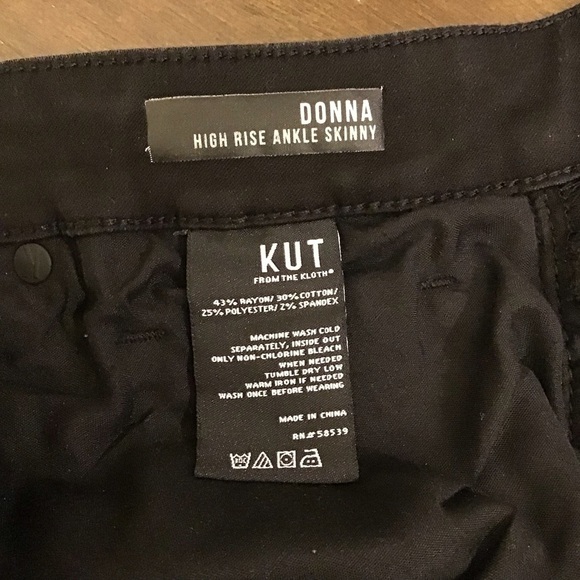 DONNA
HIGH RISE ANKLE SKINNY
KUT
FROM THE KLOTH®
43% RAYON/ 30% COTTON/
25% POLYESTER/ 2% SPANDEX
MACHINE WASH COLD
SEPARATELY, INSIDE OUT
ONLY NON-CHLORINE BLEACH
WHEN NEEDED
TUMBLE DRY LOW
WARM IRON IF NEEDED
WASH ONCE BEFORE WEARING
MADE IN CHINA
RN# 58539